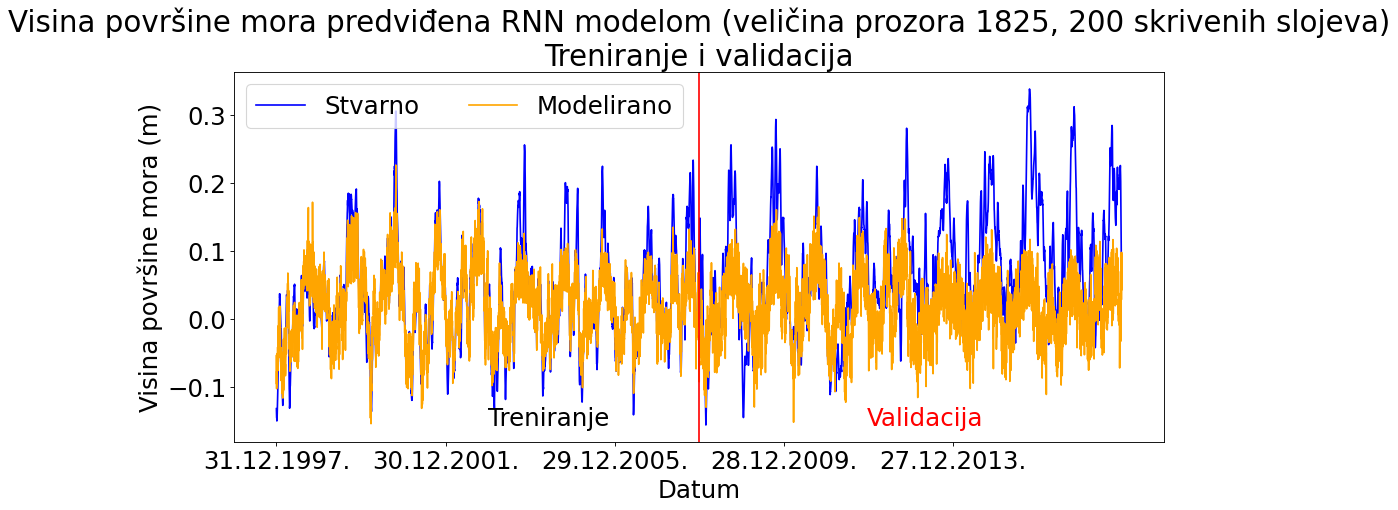 Visina površine mora predviđena RNN modelom (veličina prozora 1825, 200 skrivenih slojeva)
Treniranje i validacija
Stvarno Modelirano
Visina površine mora (m)
0.3
0.2
0.1
0.0
−0.1
Treniranje Validacija
31.12.1997. 30.12.2001. 29.12.2005. 28.12.2009. 27.12.2013.
Datum